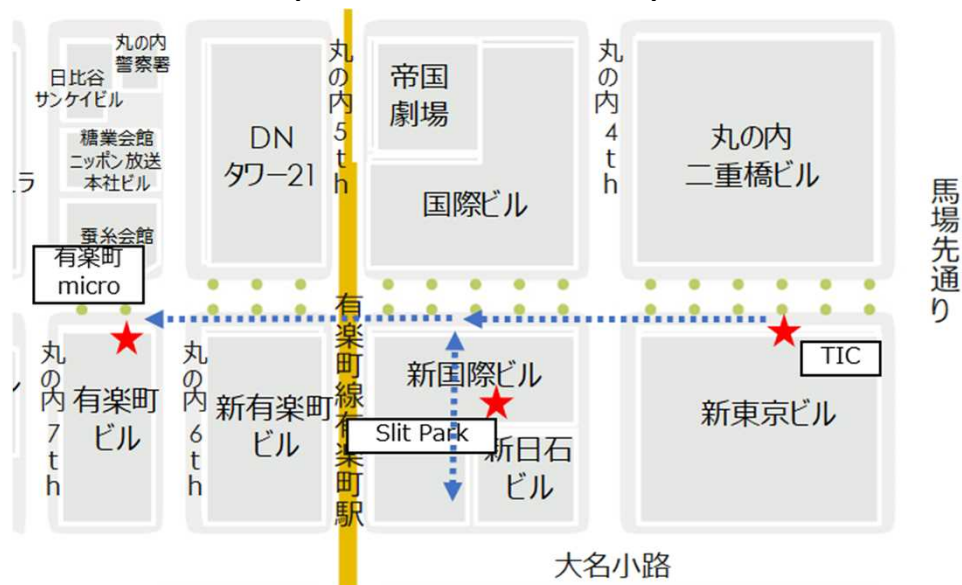 丸の内
警察署
日比谷
サンケイビル
糖業会館
ニッポン放送
本社ビル
蚕糸会館
有楽町
micro
ラ
DN
タワー21
丸の内5th
帝国
劇場
国際ビル
丸の内4th
丸の内
二重橋ビル
馬場先通り
有楽町線有楽町駅
丸の内7th
有楽町
ビル
丸の内6th
新有楽町
ビル
新国際ビル
Slit Park
新日石
ビル
TIC
新東京ビル
大名小路